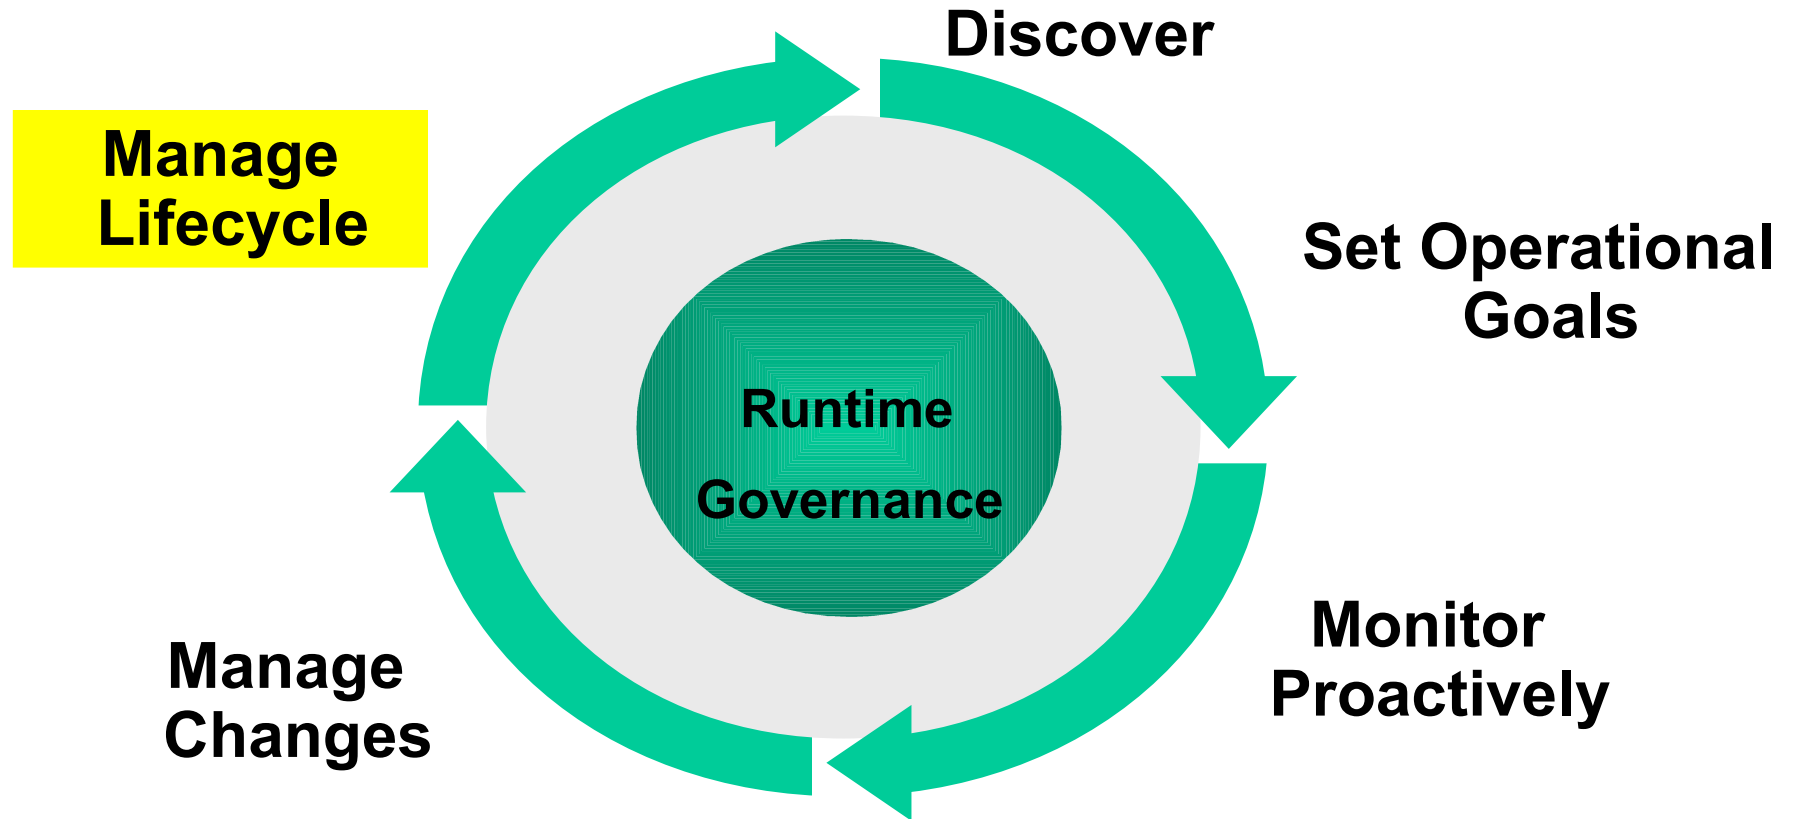 Discover
Manage
Lifecycle
Set Operational
Goals
Runtime
Governance
Monitor
Proactively
Manage
Changes